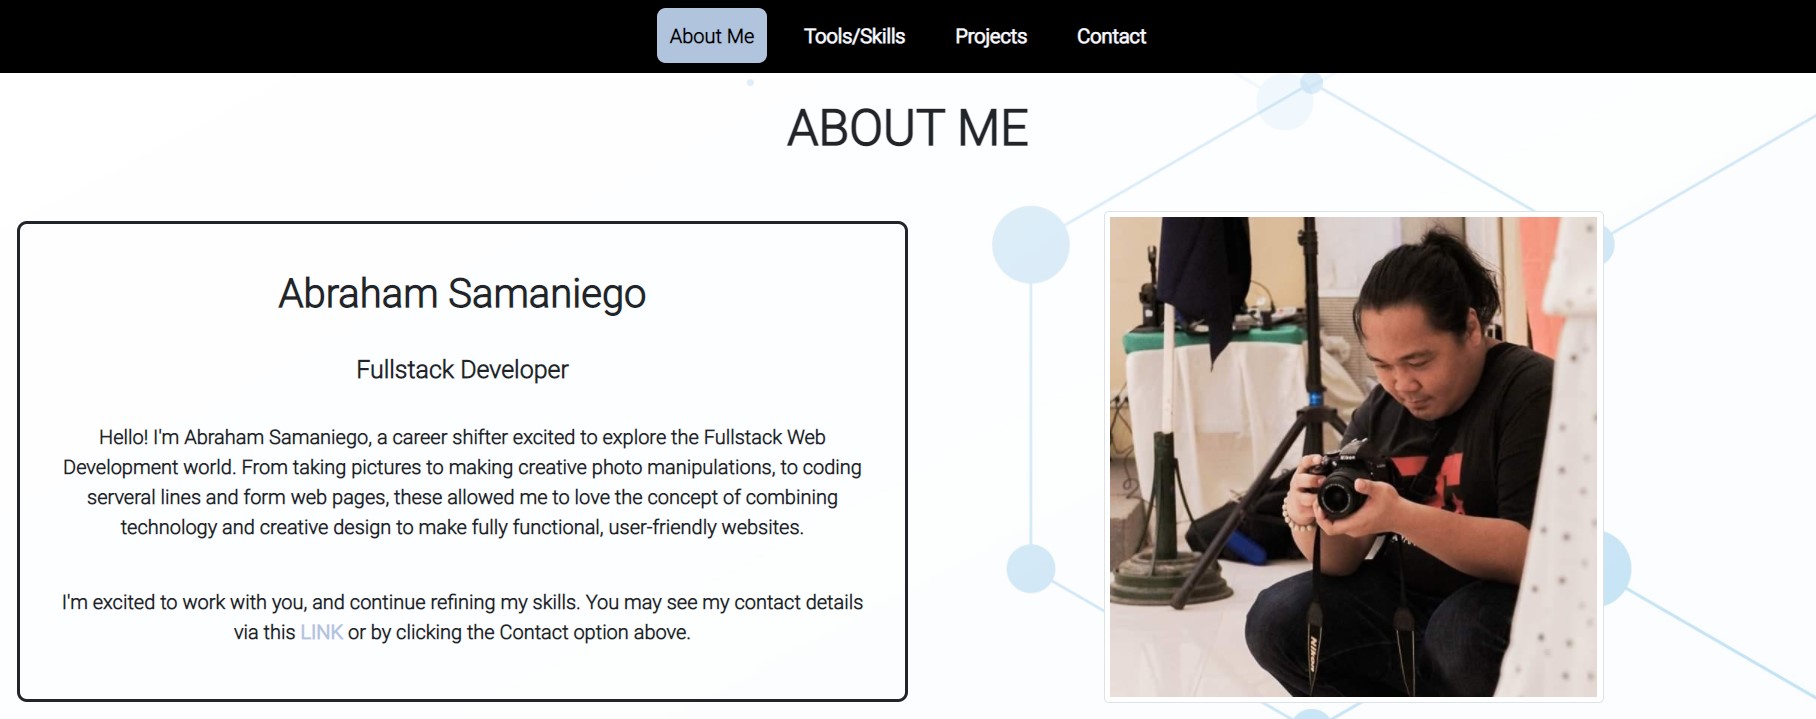 About Me Tools/Skills Projects Contact
ABOUT ME
Abraham Samaniego
Fullstack Developer
Hello! I'm Abraham Samaniego, a career shifter excited to explore the Fullstack Web
Development world. From taking pictures to making creative photo manipulations, to coding
serveral lines and form web pages, these allowed me to love the concept of combining
technology and creative design to make fully functional, user-friendly websites.
I'm excited to work with you, and continue refining my skills. You may see my contact details
via this LINK or by clicking the Contact option above.
Nikon
Nikon